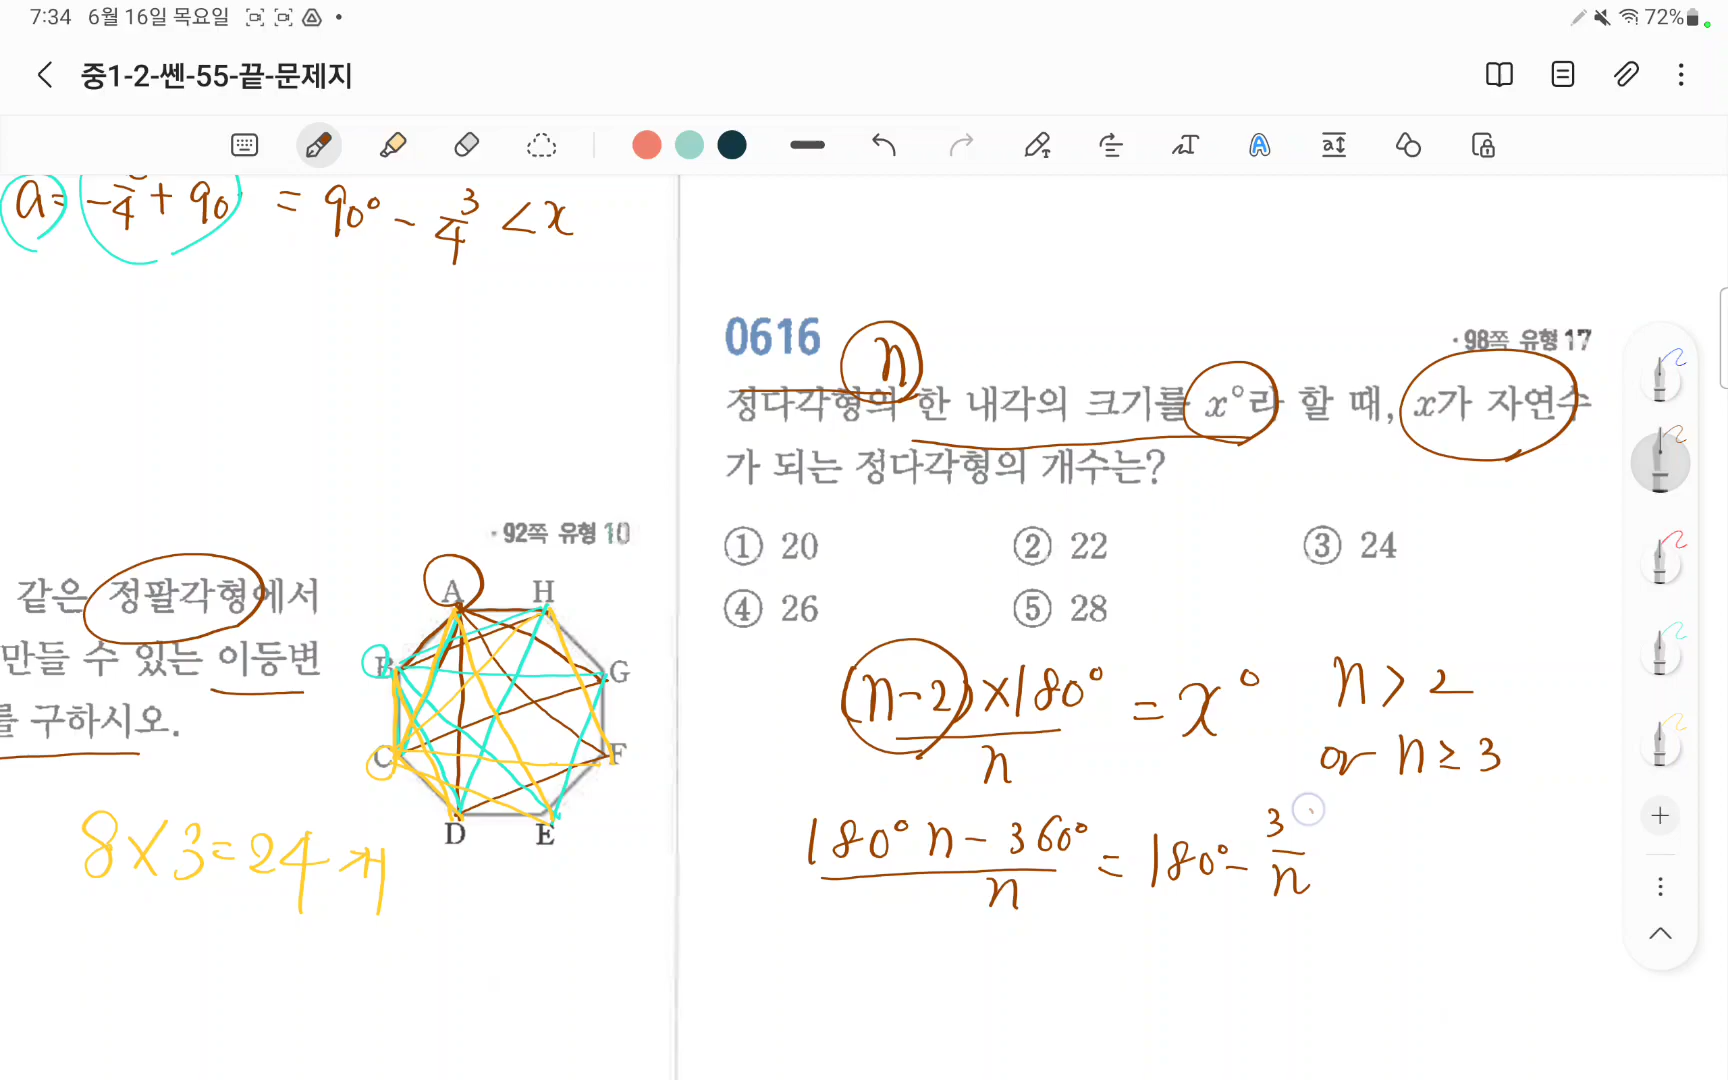 7:34 6월 16일 목요일
72%
중1-2-쎈-55-끝-문제지
a= + 90 = 90° - 3/4 <x
92쪽 유형 10
같은 정팔각형에서
만들 수 있는 이등변
를 구하시오.
A H
B G
C F
D E
8×3=24개
0616
98쪽 유형 17
n
정다각형의 한 내각의 크기를 x°라 할 때, x가 자연수
가 되는 정다각형의 개수는?
① 20 ② 22 ③ 24
④ 26 ⑤ 28
(n-2)×180°/n = x° n > 2
or n ≥ 3
180°n - 360°/n = 180° - 3/n